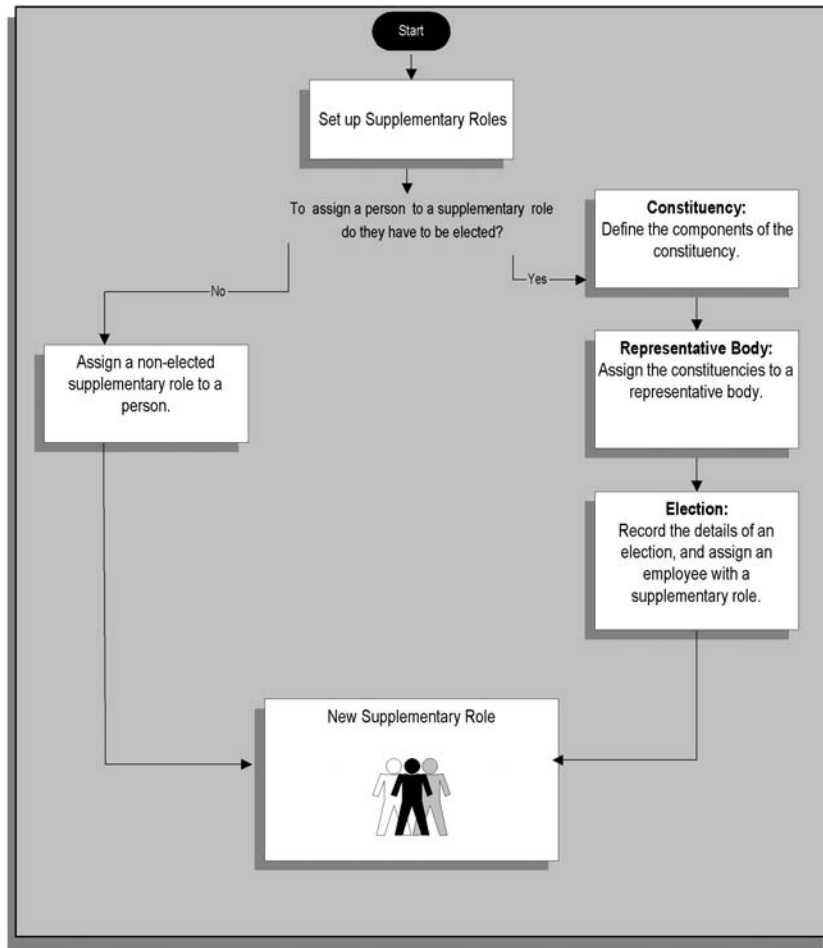 Start
Set up Supplementary Roles
To assign a person to a supplementary role
do they have to be elected?
No
Yes
Constituency:
Define the components of the
constituency.
Assign a non-elected
supplementary role to a
person.
Representative Body:
Assign the constituencies to a
representative body.
Election:
Record the details of an
election, and assign an
employee with a
supplementary role.
New Supplementary Role